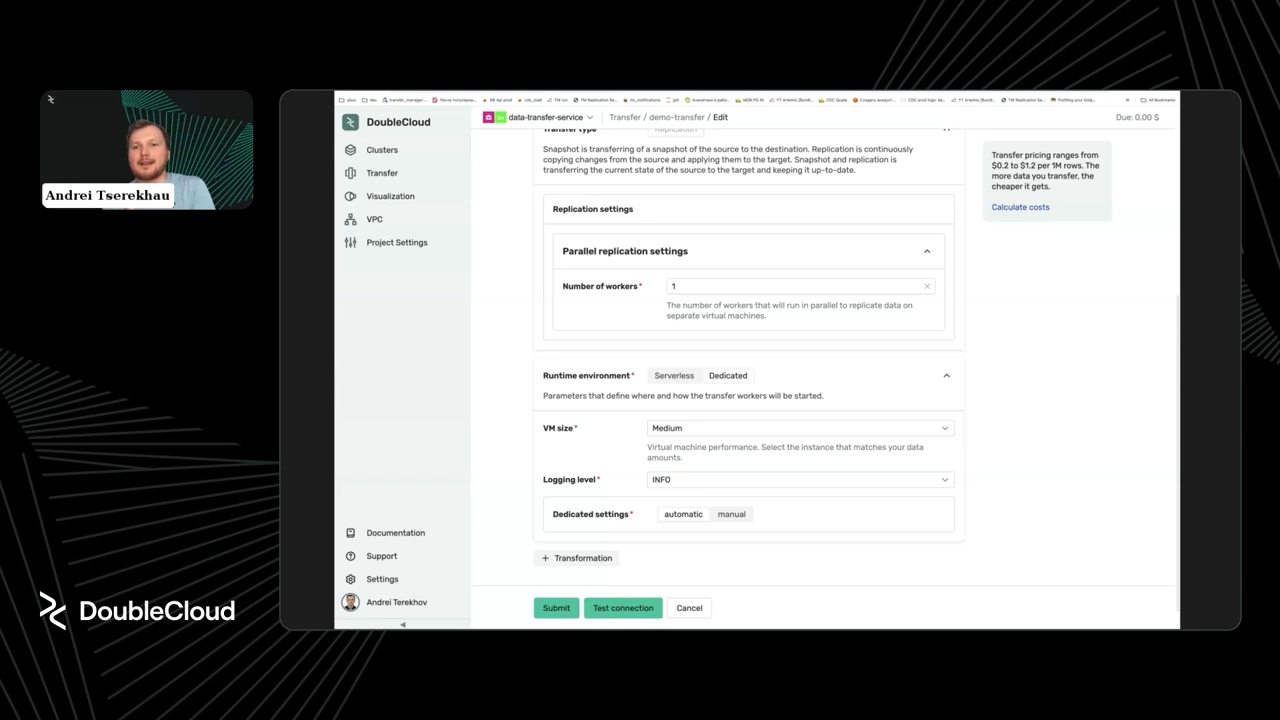 Andrei Tserekhau
DoubleCloud
DoubleCloud
Clusters
Transfer
Visualization
VPC
Project Settings
Documentation
Support
Settings
Andrei Terekhov
data-transfer-service
Transfer / demo-transfer / Edit
Due: 0,00 $
All Bookmarks
Transfer type
Replication
Snapshot is transferring of a snapshot of the source to the destination. Replication is continuously
copying changes from the source and applying them to the target. Snapshot and replication is
transferring the current state of the source to the target and keeping it up-to-date.
Replication settings
Parallel replication settings
Number of workers*
1
The number of workers that will run in parallel to replicate data on
separate virtual machines.
Runtime environment*
Serverless
Dedicated
Parameters that define where and how the transfer workers will be started.
VM size*
Medium
Virtual machine performance. Select the instance that matches your data
amounts.
Logging level*
INFO
Dedicated settings*
automatic
manual
+ Transformation
Submit
Test connection
Cancel
Transfer pricing ranges from
$0.2 to $1.2 per 1M rows. The
more data you transfer, the
cheaper it gets.
Calculate costs